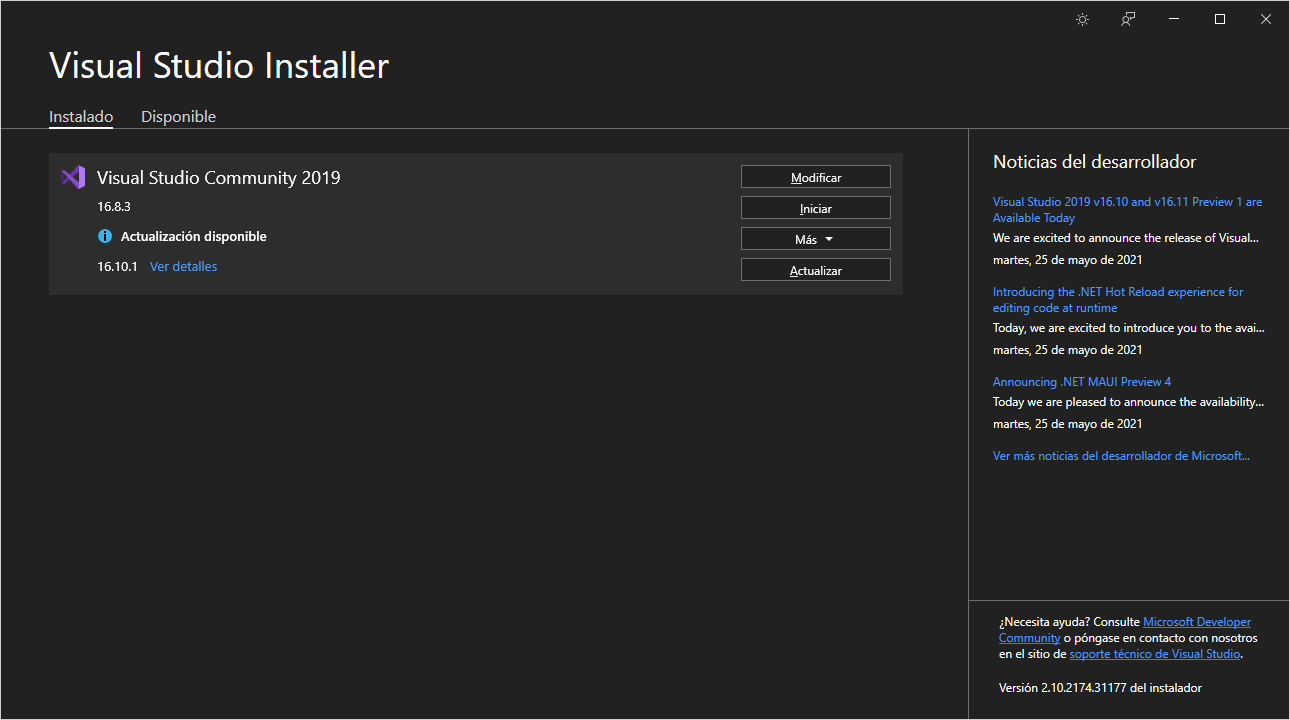 Visual Studio Installer
Instalado
Disponible
Visual Studio Community 2019
16.8.3
Actualización disponible
16.10.1
Ver detalles
Modificar
Iniciar
Más
Actualizar
Noticias del desarrollador
Visual Studio 2019 v16.10 and v16.11 Preview 1 are
Available Today
We are excited to announce the release of Visual...
martes, 25 de mayo de 2021
Introducing the .NET Hot Reload experience for
editing code at runtime
Today, we are excited to introduce you to the avai...
martes, 25 de mayo de 2021
Announcing .NET MAUI Preview 4
Today we are pleased to announce the availability...
martes, 25 de mayo de 2021
Ver más noticias del desarrollador de Microsoft...
¿Necesita ayuda? Consulte Microsoft Developer
Community o póngase en contacto con nosotros
en el sitio de soporte técnico de Visual Studio.
Versión 2.10.2174.31177 del instalador